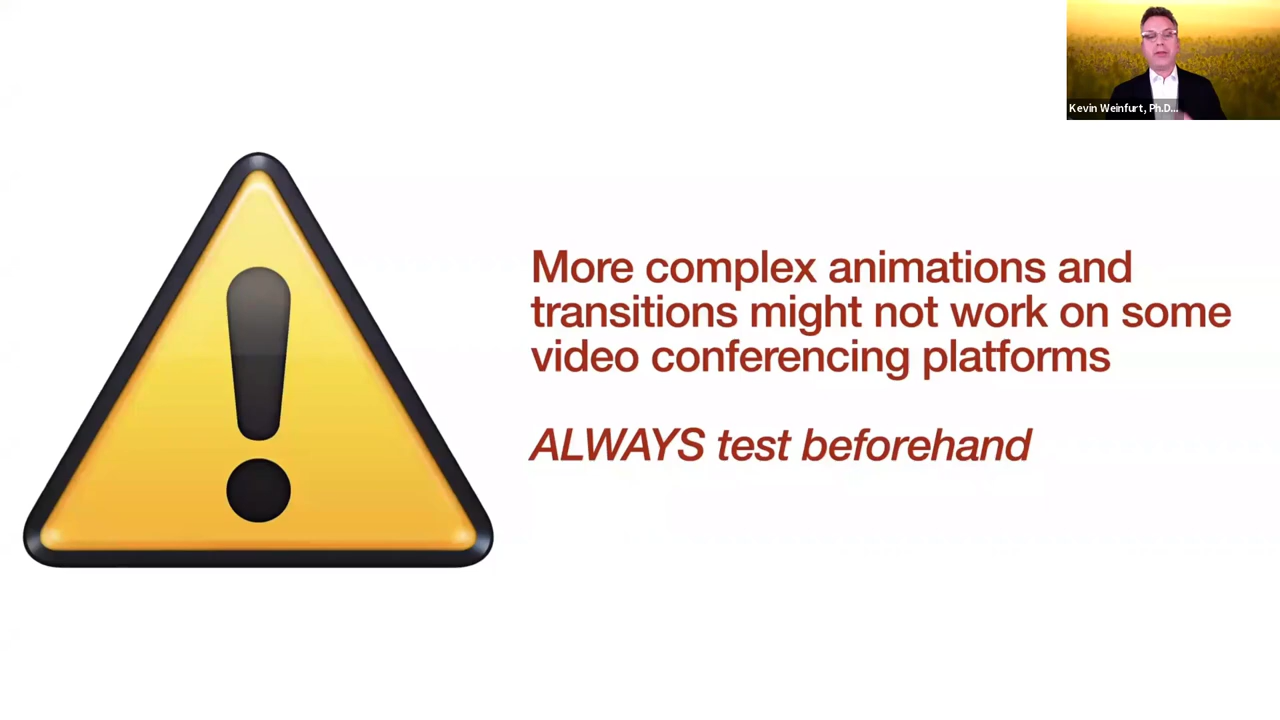 Kevin Weinfurt, Ph.D...
More complex animations and
transitions might not work on some
video conferencing platforms
ALWAYS test beforehand